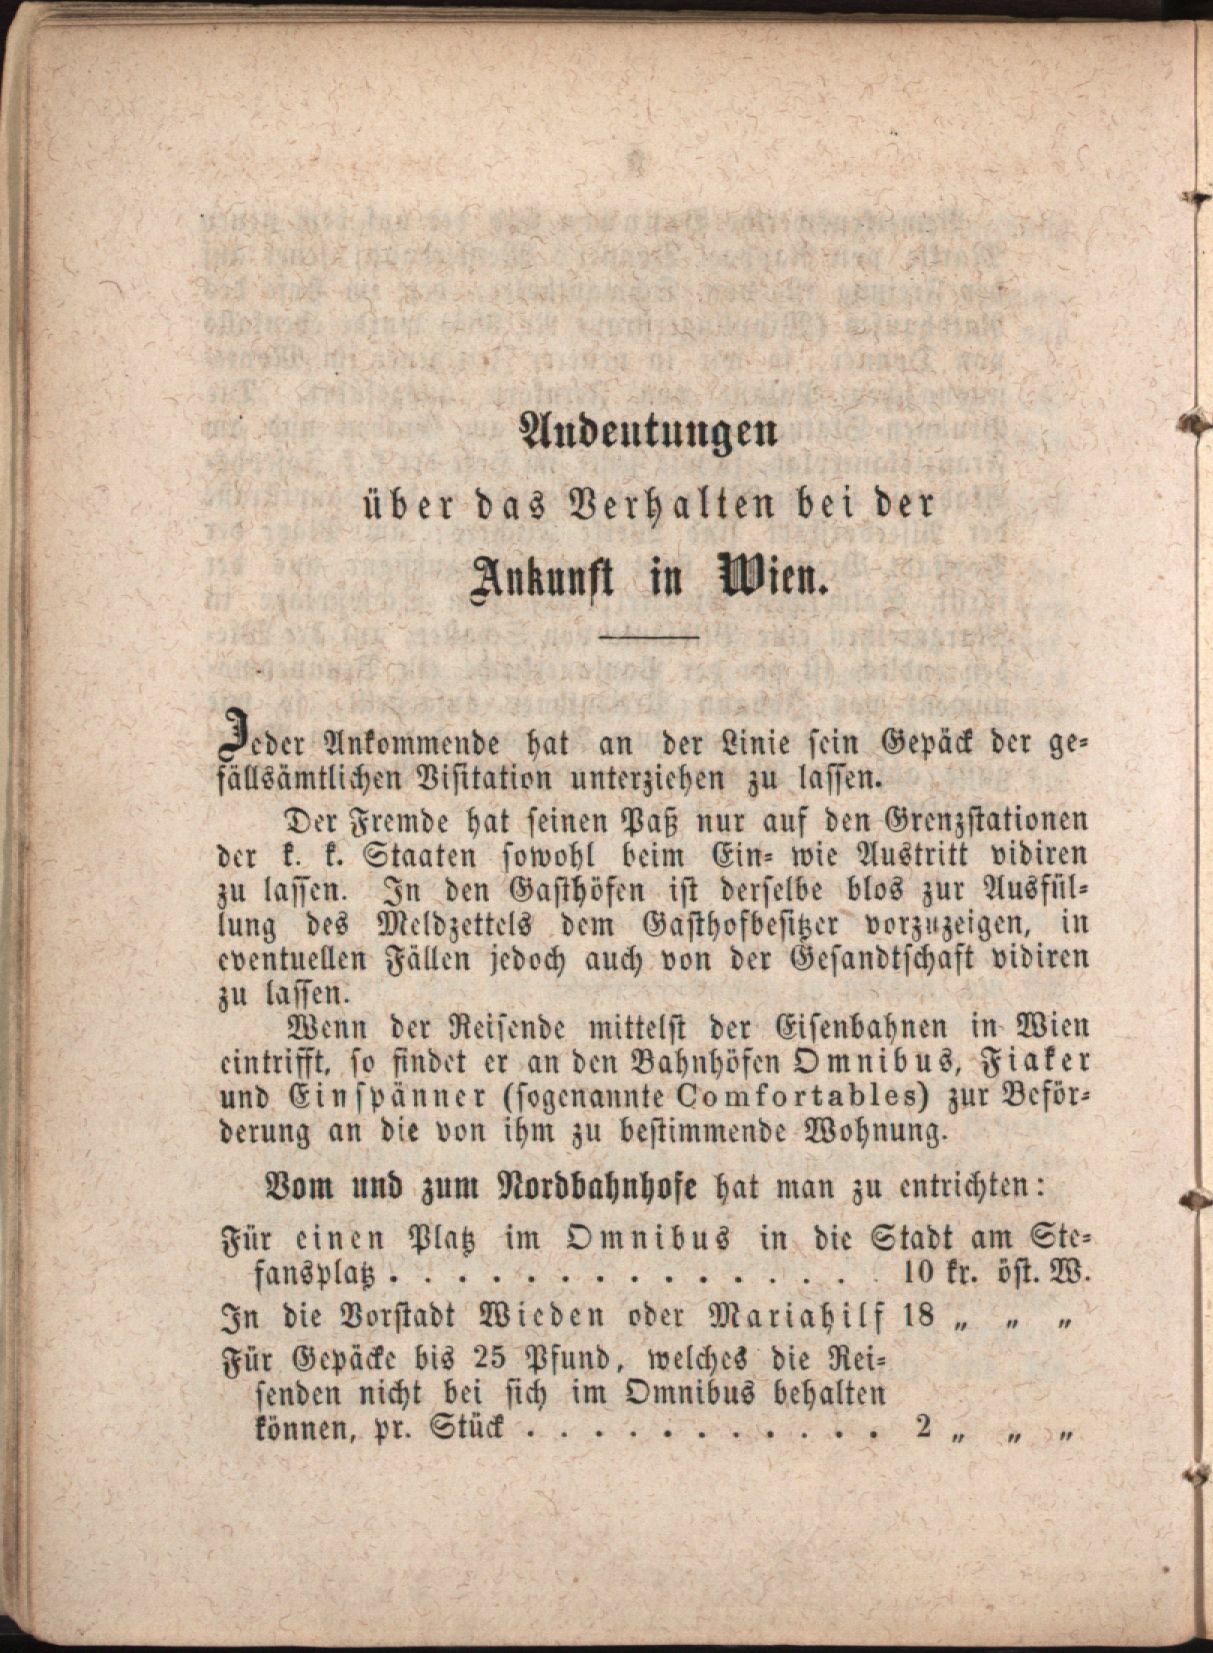 Andeutungen
über das Verhalten bei der
Ankunft in Wien.
Jeder Ankommende hat an der Linie sein Gepäck der ge-
fällsämtlichen Visitation unterziehen zu lassen.
Der Fremde hat seinen Paß nur auf den Grenzstationen
der k. k. Staaten sowohl beim Ein- wie Austritt vidiren
zu lassen. In den Gasthöfen ist derselbe blos zur Ausfül-
lung des Meldzettels dem Gasthofbesitzer vorzuzeigen, in
eventuellen Fällen jedoch auch von der Gesandtschaft vidiren
zu lassen.
Wenn der Reisende mittelst der Eisenbahnen in Wien
eintrifft, so findet er an den Bahnhöfen Omnibus, Fiaker
und Einspänner (sogenannte Comfortables) zur Beför-
derung an die von ihm zu bestimmende Wohnung.
Vom und zum Nordbahnhofe hat man zu entrichten:
Für einen Platz im Omnibus in die Stadt am Ste-
fansplatz . . . . . . . . . . . . . . . 10 kr. öst. W.
In die Vorstadt Wieden oder Mariahilf 18 „ „ „
Für Gepäcke bis 25 Pfund, welches die Rei-
senden nicht bei sich im Omnibus behalten
können, pr. Stück . . . . . . . . . . . 2 „ „ „